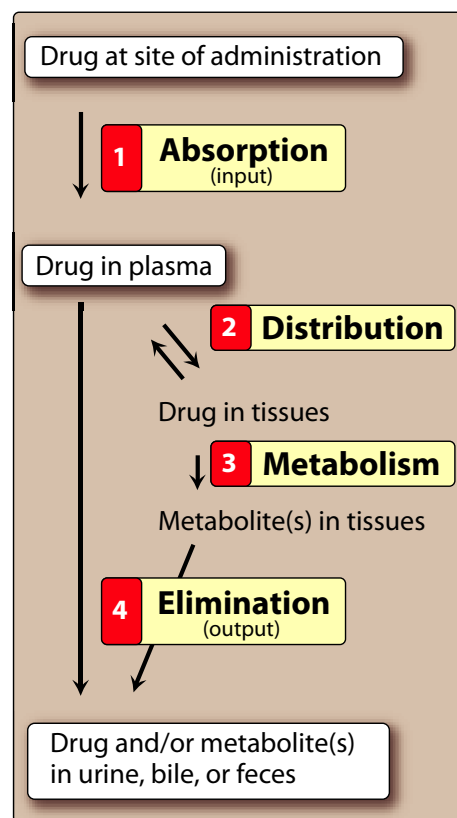 Drug at site of administration
1 Absorption
(input)
Drug in plasma
2 Distribution
Drug in tissues
3 Metabolism
Metabolite(s) in tissues
4 Elimination
(output)
Drug and/or metabolite(s)
in urine, bile, or feces